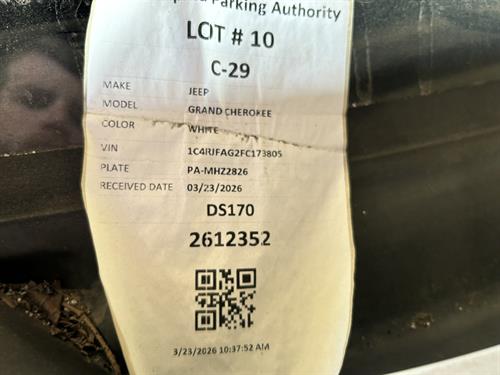 Parking Authority
LOT # 10
C-29
MAKE JEEP
MODEL GRAND CHEROKEE
COLOR WHITE
VIN 1C4RJFAG2FC173805
PLATE PA-MHZ2826
RECEIVED DATE 03/23/2026
DS170
2612352
3/23/2026 10:37:52 AM